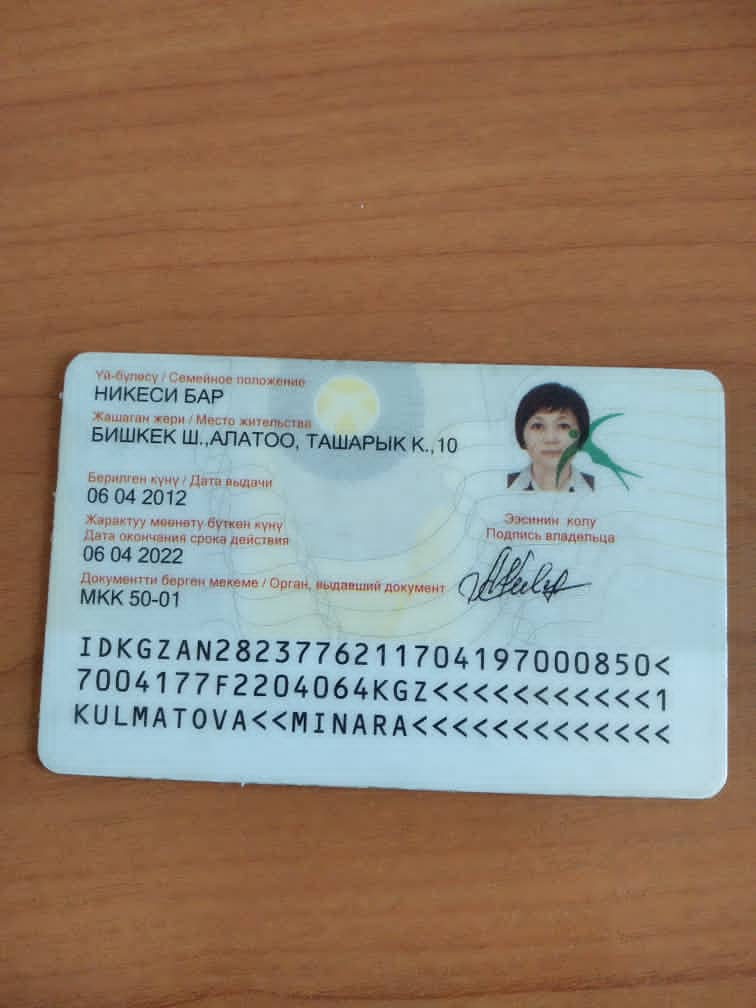 Үй-бүлөсү / Семейное положение
НИКЕСИ БАР
Жашаган жери / Место жительства
БИШКЕК Ш.,АЛАТОО, ТАШАРЫК К.,10
Берилген күнү / Дата выдачи
06 04 2012
Жарактуу мөөнөтү бүткөн күнү
Дата окончания срока действия
06 04 2022
Документти берген мекеме / Орган, выдавший документ
МКК 50-01
Ээсинин колу
Подпись владельца
IDKGZAN2823776211704197000850<
7004177F2204064KGZ<<<<<<<<<<<1
KULMATOVA<<MINARA<<<<<<<<<<<<<